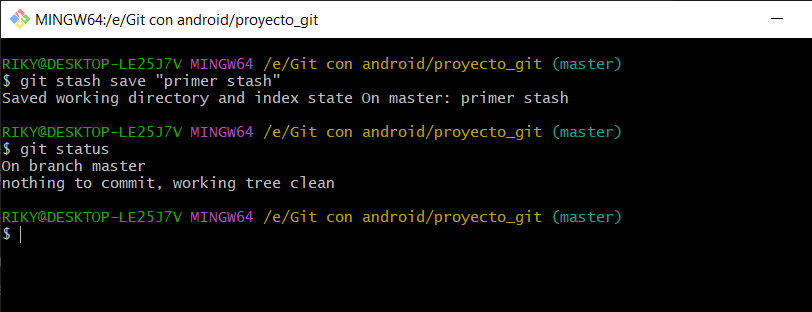 MINGW64:/e/Git con android/proyecto_git
RIKY@DESKTOP-LE25J7V MINGW64 /e/Git con android/proyecto_git (master)
$ git stash save "primer stash"
Saved working directory and index state On master: primer stash
RIKY@DESKTOP-LE25J7V MINGW64 /e/Git con android/proyecto_git (master)
$ git status
On branch master
nothing to commit, working tree clean
RIKY@DESKTOP-LE25J7V MINGW64 /e/Git con android/proyecto_git (master)
$